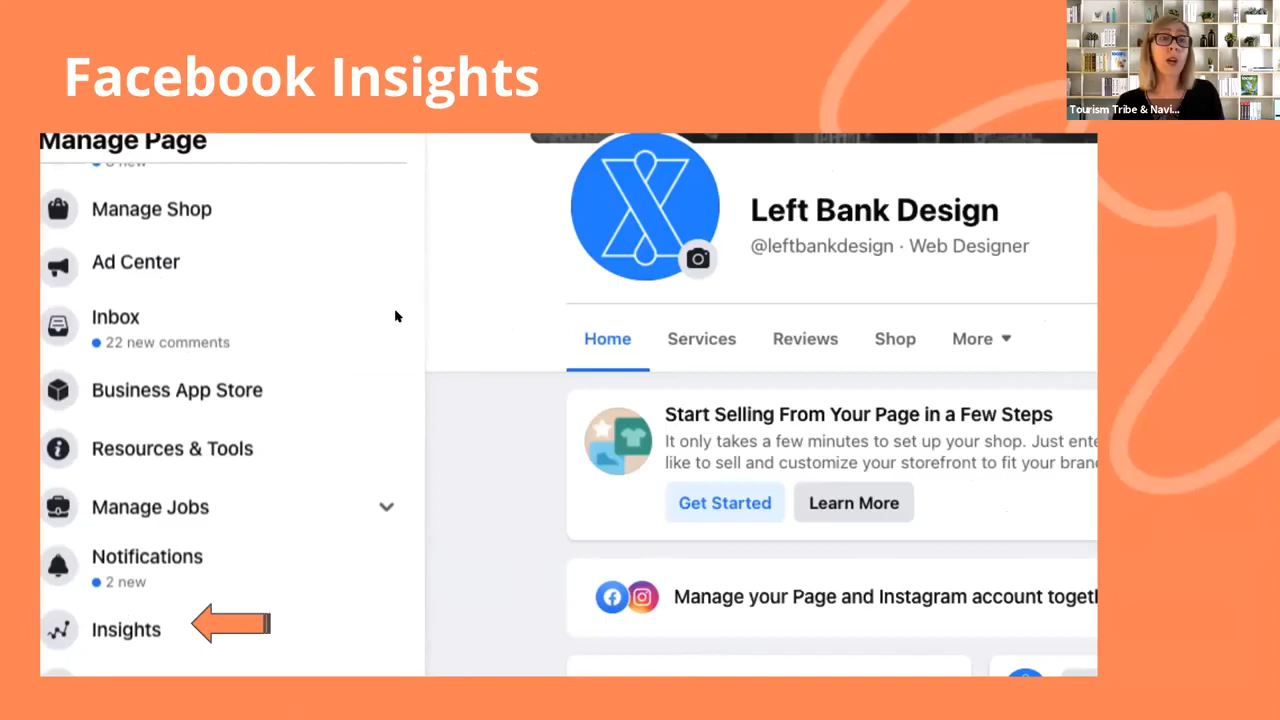 Facebook Insights
Tourism Tribe & Navi...
Manage Page
Manage Shop
Ad Center
Inbox
22 new comments
Business App Store
Resources & Tools
Manage Jobs
Notifications
2 new
Insights
Left Bank Design
@leftbankdesign · Web Designer
Home Services Reviews Shop More
Start Selling From Your Page in a Few Steps
It only takes a few minutes to set up your shop. Just ente
like to sell and customize your storefront to fit your bran
Get Started Learn More
Manage your Page and Instagram account togeth